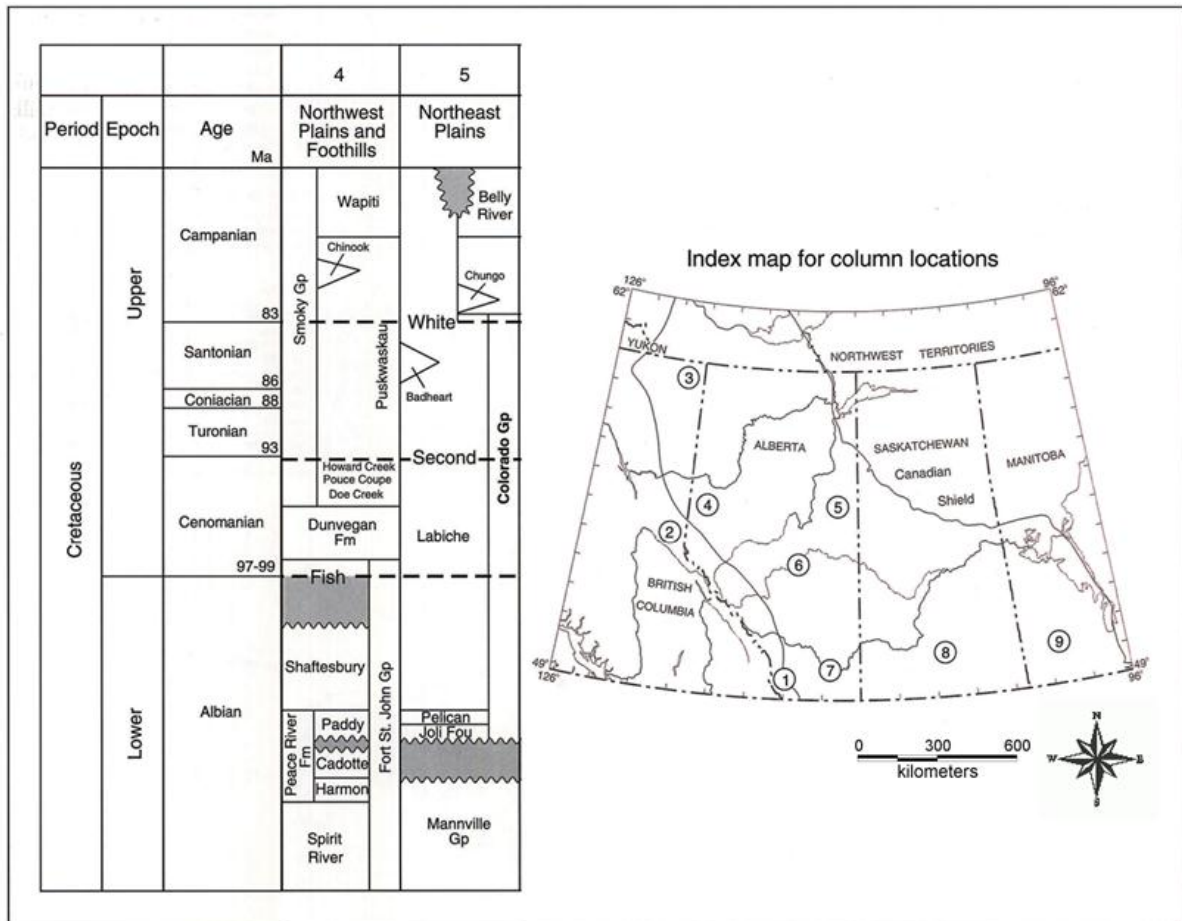 4
5
Period
Epoch
Age
Ma
Northwest
Plains and
Foothills
Northeast
Plains
Cretaceous
Upper
Lower
Campanian
83
Santonian
86
Coniacian 88
Turonian
93
Cenomanian
97-99
Albian
Smoky Gp
Wapiti
Chinook
Puskwaskau
Howard Creek
Pouce Coupe
Doe Creek
Dunvegan
Fm
Fish
Shaftesbury
Peace River
Fm
Paddy
Cadotte
Harmon
Spirit
River
Fort St. John Gp
Belly
River
Chungo
White
Badheart
Second
Colorado Gp
Labiche
Pelican
Joli Fou
Mannville
Gp
Index map for column locations
126°
62°
96°
62°
YUKON
NORTHWEST TERRITORIES
3
ALBERTA
SASKATCHEWAN
Canadian
Shield
MANITOBA
4
5
2
6
BRITISH
COLUMBIA
1
7
8
9
49°
126°
49°
96°
0 300 600
kilometers
N
W
E
S